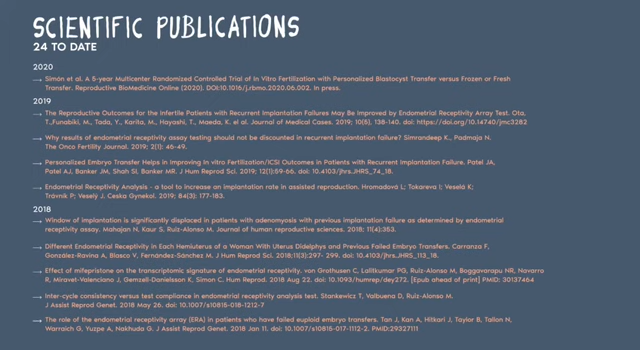 SCIENTIFIC PUBLICATIONS
24 TO DATE
2020
→ Simón et al. A 5-year Multicenter Randomized Controlled Trial of In Vitro Fertilization with Personalized Blastocyst Transfer versus Frozen or Fresh
Transfer. Reproductive BioMedicine Online (2020). DOI:10.1016/j.rbmo.2020.06.002. In press.
2019
→ The Reproductive Outcomes for the Infertile Patients with Recurrent Implantation Failures May Be Improved by Endometrial Receptivity Array Test. Ota,
T.,Funabiki, M., Tada, Y., Karita, M., Hayashi, T., Maeda, K. el al. Journal of Medical Cases. 2019; 10(5), 138-140. doi: https://doi.org/10.14740/jmc3282
→ Why results of endometrial receptivity assay testing should not be discounted in recurrent implantation failure? Simrandeep K., Padmaja N.
The Onco Fertility Journal. 2019; 2(1): 46-49.
→ Personalized Embryo Transfer Helps in Improving In vitro Fertilization/ICSI Outcomes in Patients with Recurrent Implantation Failure. Patel JA,
Patel AJ, Banker JM, Shah SI, Banker MR. J Hum Reprod Sci. 2019; 12(1):59-66. doi: 10.4103/jhrs.JHRS_74_18.
→ Endometrial Receptivity Analysis - a tool to increase an implantation rate in assisted reproduction. Hromadová L; Tokareva I; Veselá K;
Trávník P; Veselý J. Ceska Gynekol. 2019; 84(3): 177-183.
2018
→ Window of implantation is significantly displaced in patients with adenomyosis with previous implantation failure as determined by endometrial
receptivity assay. Mahajan N, Kaur S, Ruiz-Alonso M. Journal of human reproductive sciences. 2018; 11(4):353.
→ Different Endometrial Receptivity in Each Hemiuterus of a Woman With Uterus Didelphys and Previous Failed Embryo Transfers. Carranza F,
González-Ravina A, Blasco V, Fernández-Sánchez M. J Hum Reprod Sci. 2018;11(3):297- 299. doi: 10.4103/jhrs.JHRS_113_18.
→ Effect of mifepristone on the transcriptomic signature of endometrial receptivity. von Grothusen C, Lalitkumar PG, Ruiz-Alonso M, Boggavarapu NR, Navarro
R, Miravet-Valenciano J, Gemzell-Danielsson K, Simon C. Hum Reprod. 2018 Aug 22. doi: 10.1093/humrep/dey272. [Epub ahead of print] PMID: 30137464
→ Inter-cycle consistency versus test compliance in endometrial receptivity analysis test. Stankewicz T, Valbuena D, Ruiz-Alonso M.
J Assist Reprod Genet. 2018 May 26. doi: 10.1007/s10815-018-1212-7
→ The role of the endometrial receptivity array (ERA) in patients who have failed euploid embryo transfers. Tan J, Kan A, Hitkari J, Taylor B, Tallon N,
Warraich G, Yuzpe A, Nakhuda G. J Assist Reprod Genet. 2018 Jan 11. doi: 10.1007/s10815-017-1112-2. PMID:29327111